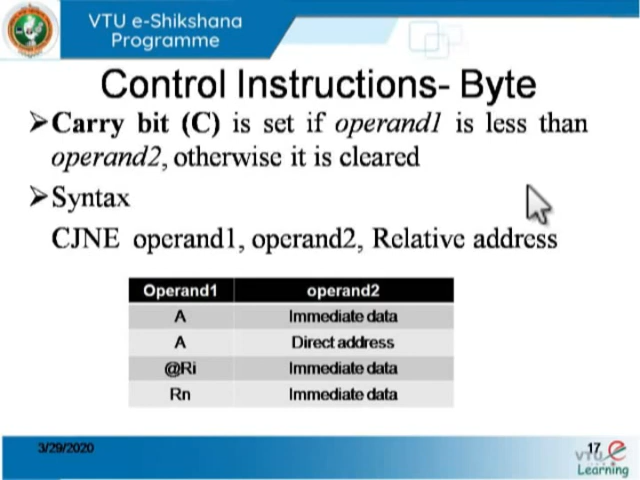 VTU e-Shikshana
Programme
Control Instructions- Byte
➢Carry bit (C) is set if operand1 is less than
operand2, otherwise it is cleared
➢Syntax
CJNE operand1, operand2, Relative address
Operand1 operand2
A Immediate data
A Direct address
@Ri Immediate data
Rn Immediate data
3/29/2020 17
VTU e
Learning